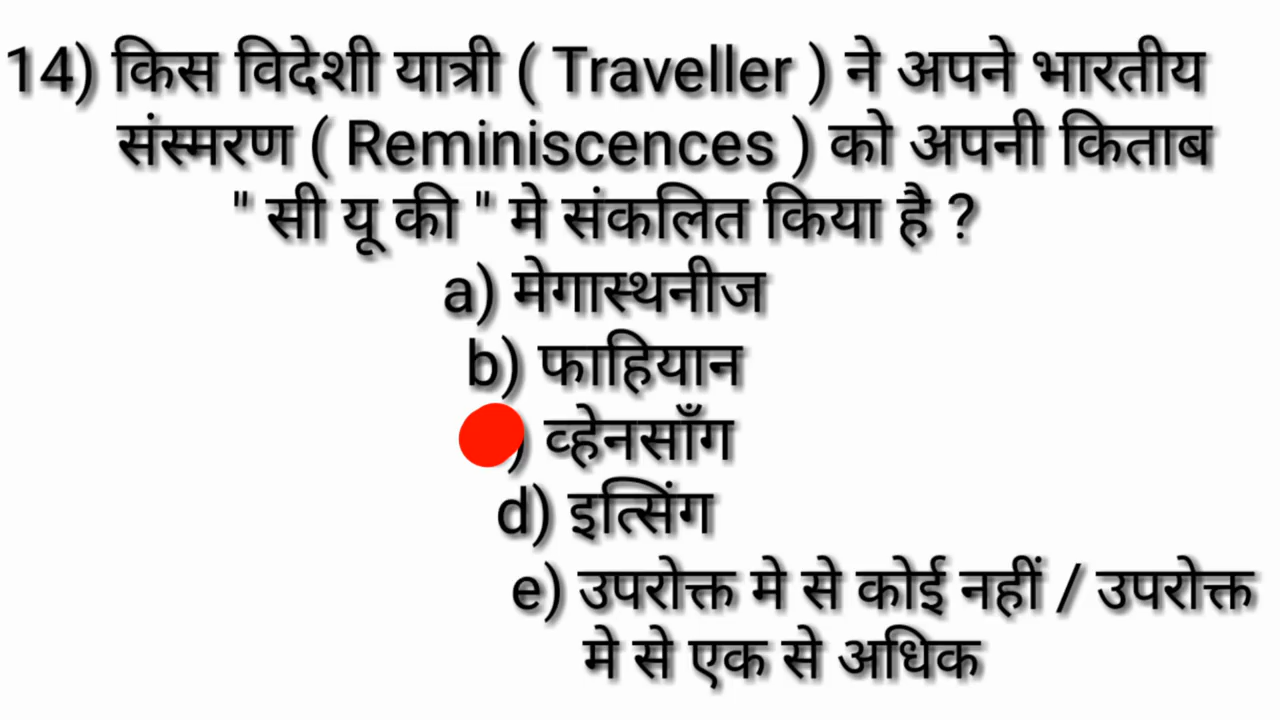 14) किस विदेशी यात्री ( Traveller ) ने अपने भारतीय
संस्मरण ( Reminiscences ) को अपनी किताब
" सी यू की " मे संकलित किया है ?
a) मेगास्थनीज
b) फाहियान
) व्हेनसाँग
d) इत्सिंग
e) उपरोक्त मे से कोई नहीं / उपरोक्त
मे से एक से अधिक